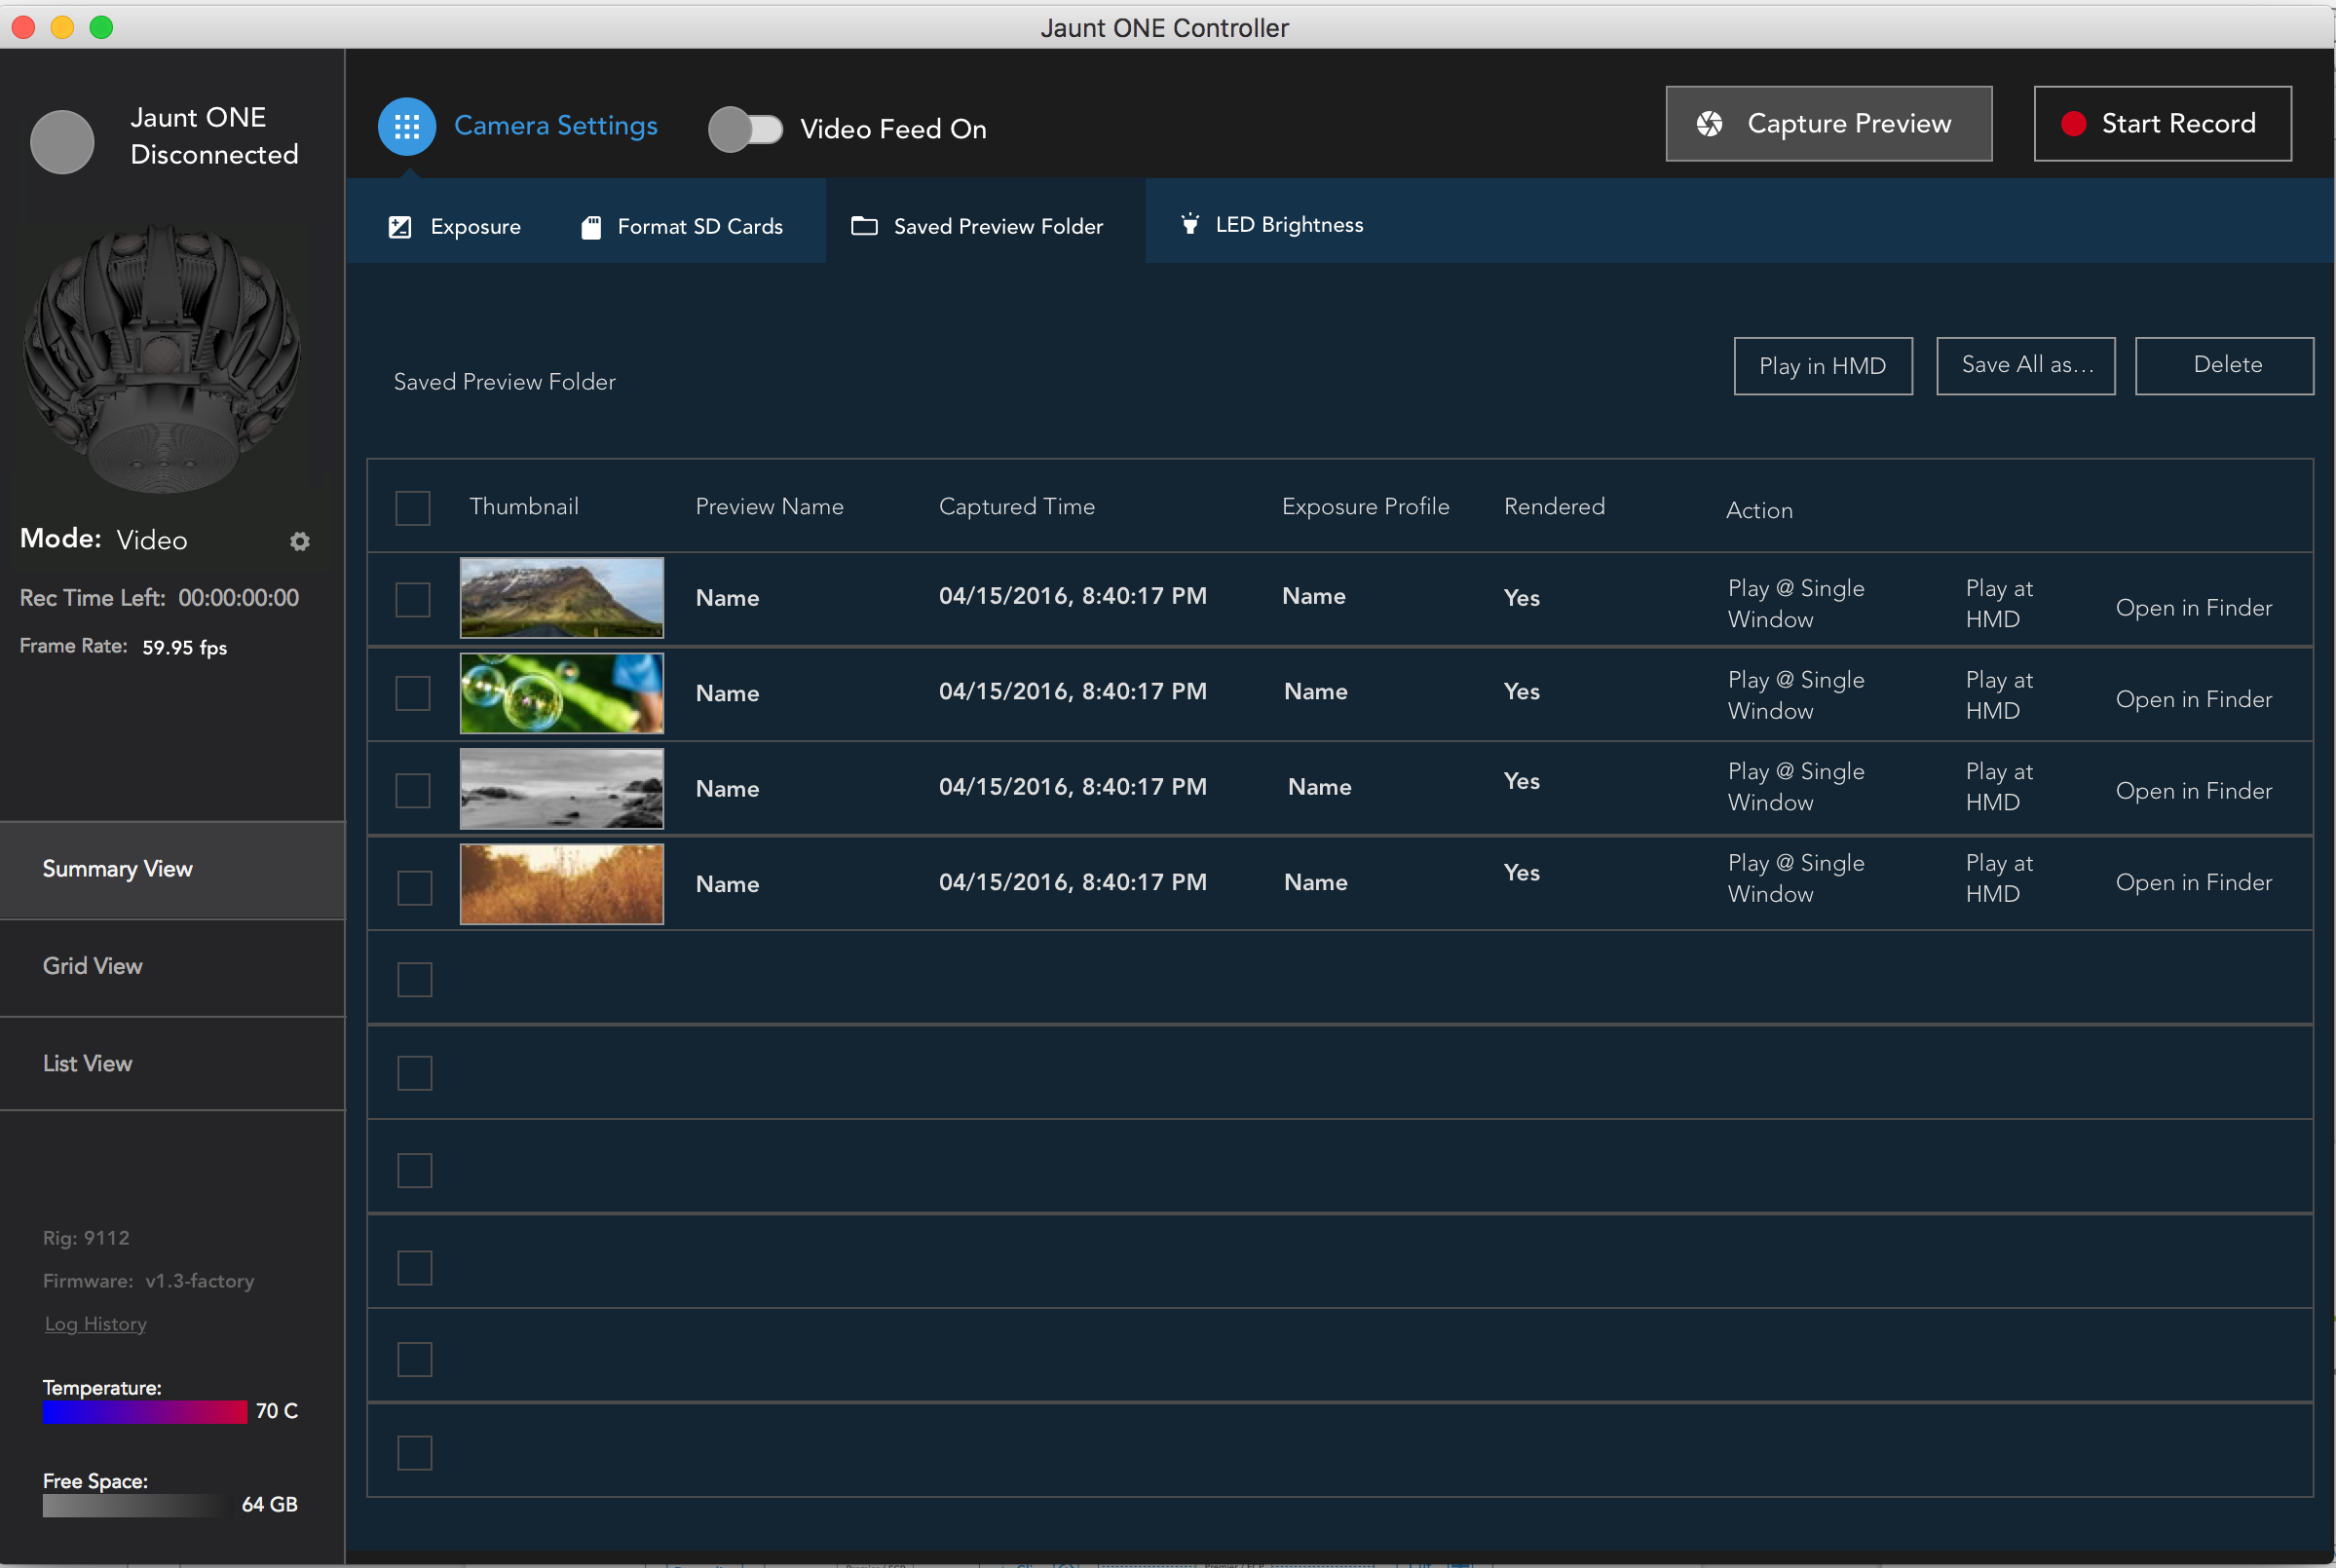 Jaunt ONE Controller
Jaunt ONE
Disconnected
Camera Settings
Video Feed On
Capture Preview
Start Record
Exposure
Format SD Cards
Saved Preview Folder
LED Brightness
Saved Preview Folder
Play in HMD
Save All as...
Delete
Mode: Video
Rec Time Left: 00:00:00:00
Frame Rate: 59.95 fps
Summary View
Grid View
List View
Rig: 9112
Firmware: v1.3-factory
Log History
Temperature:
70 C
Free Space:
64 GB
Thumbnail Preview Name Captured Time Exposure Profile Rendered Action
Name 04/15/2016, 8:40:17 PM Name Yes Play @ Single Window Play at HMD Open in Finder
Name 04/15/2016, 8:40:17 PM Name Yes Play @ Single Window Play at HMD Open in Finder
Name 04/15/2016, 8:40:17 PM Name Yes Play @ Single Window Play at HMD Open in Finder
Name 04/15/2016, 8:40:17 PM Name Yes Play @ Single Window Play at HMD Open in Finder